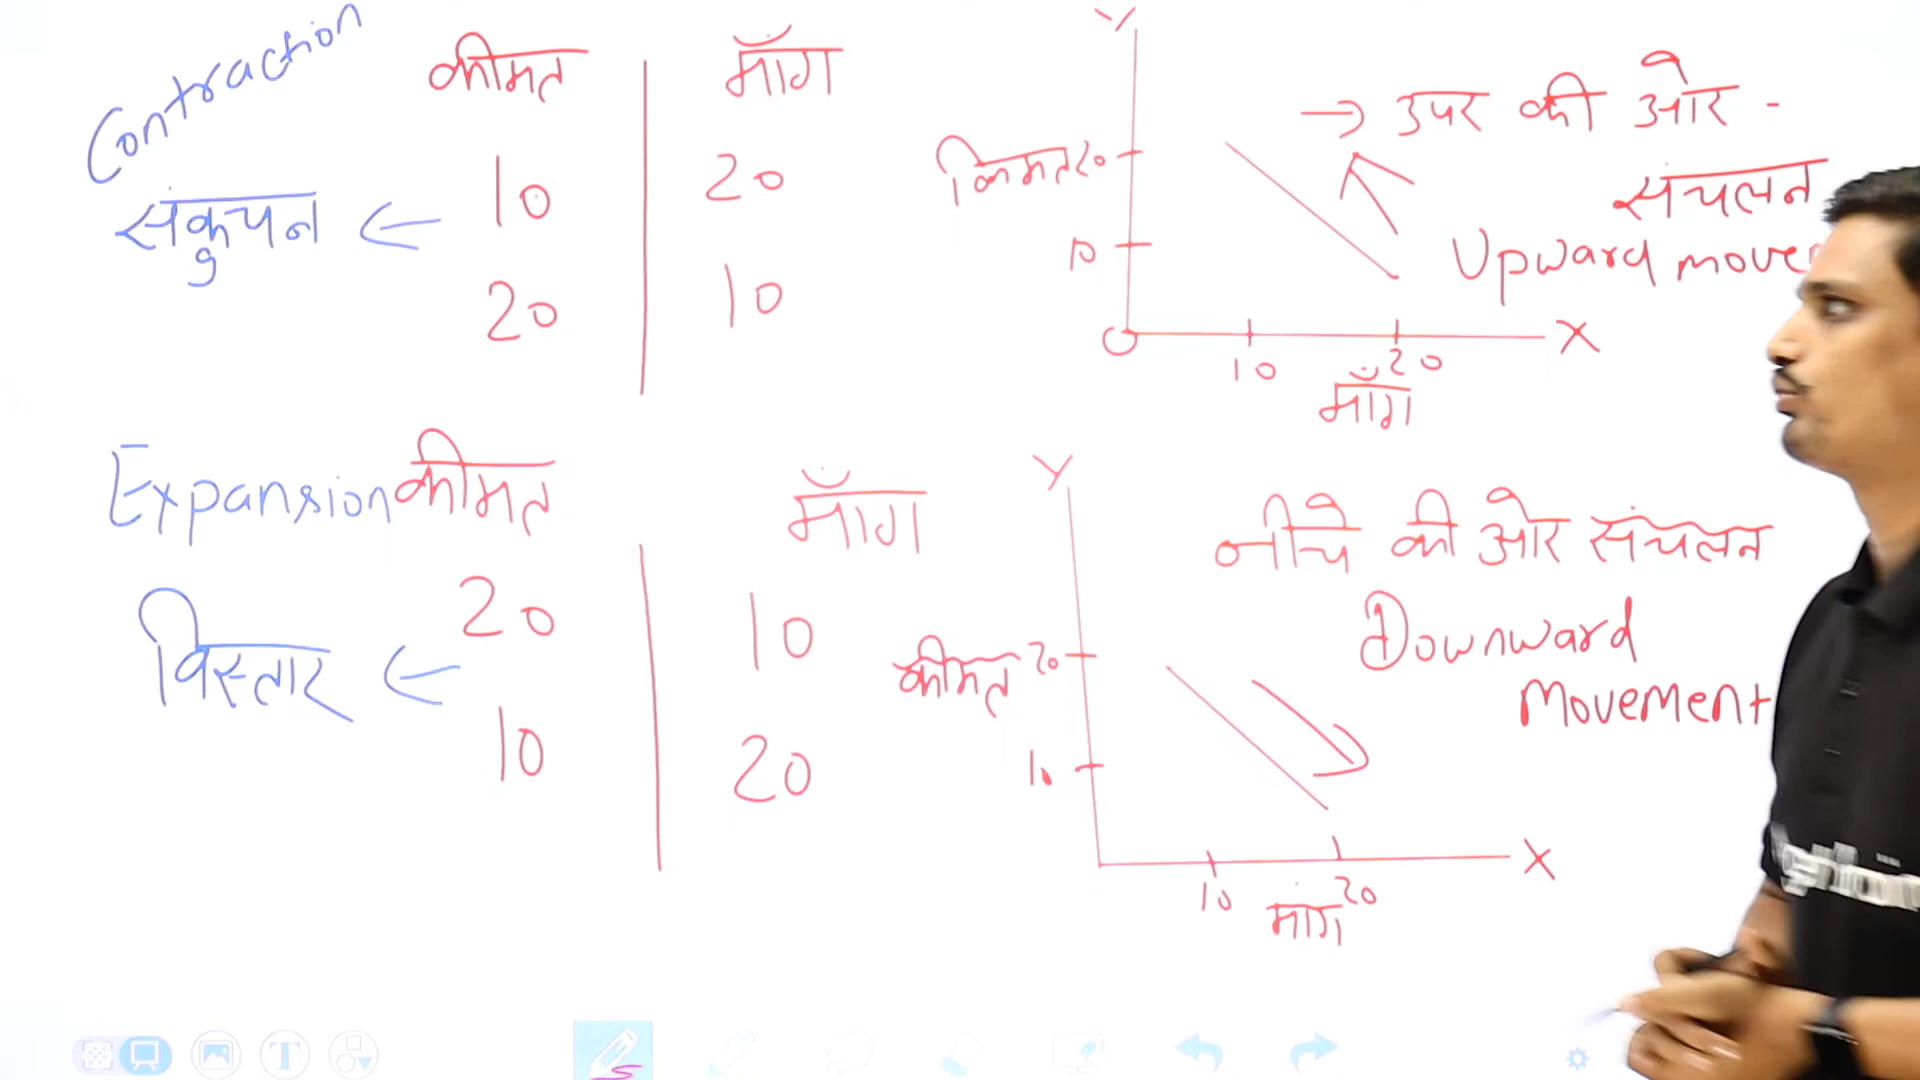 Contraction
संकुचन ←
कीमत माँग
10 20
20 10
Y
किमत 20
10
O
10 20
X
माँग
→ उपर की ओर -
संचलन
Upward move
Expansion
विस्तार ←
कीमत माँग
20 10
10 20
Y
कीमत 20
10
10 20
X
मांग
नीचे की ओर संचलन
Downward
Movement